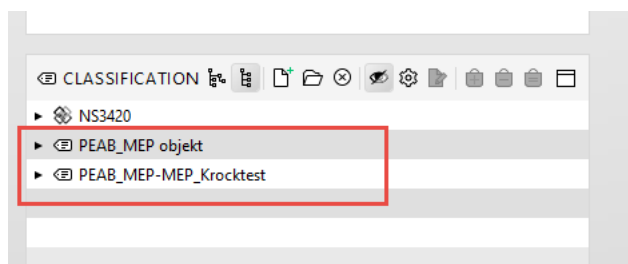 CLASSIFICATION
NS3420
PEAB_MEP objekt
PEAB_MEP-MEP_Krocktest